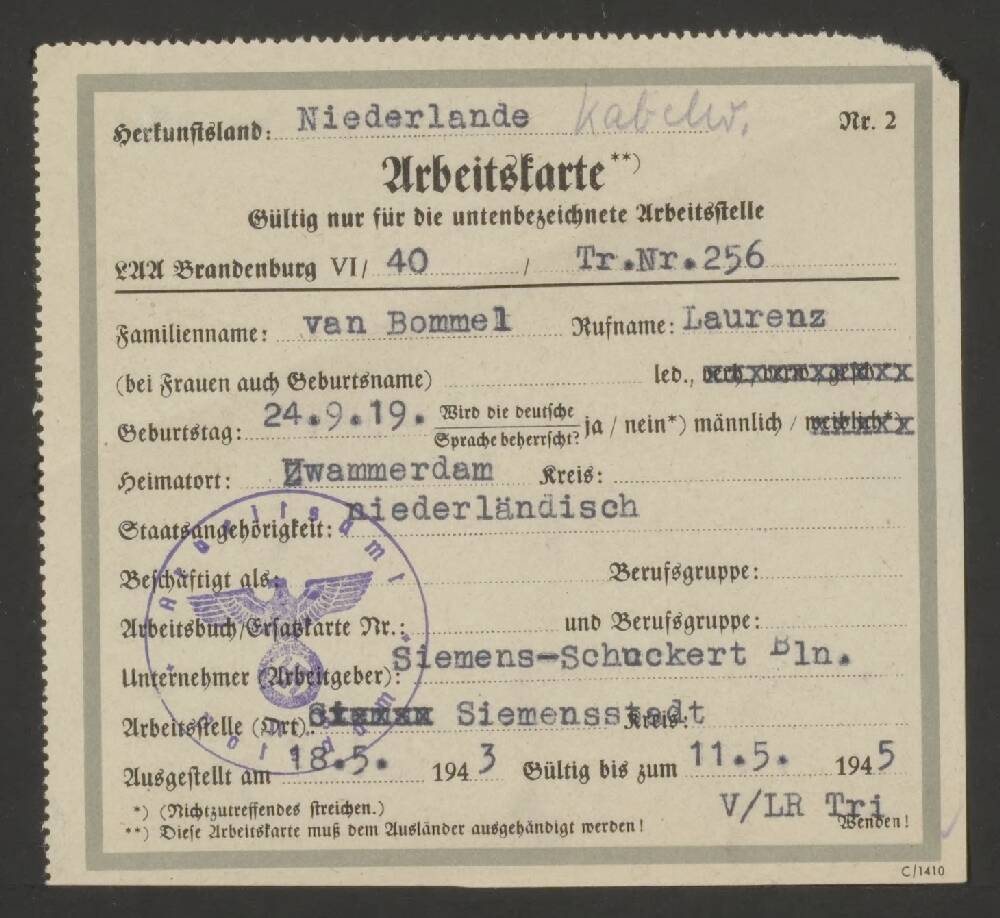 Herkunftsland: Niederlande Nr. 2
Arbeitskarte**)
Gültig nur für die untenbezeichnete Arbeitsstelle
LAA Brandenburg VI/ 40 / Tr.Nr.256
Familienname: van Bommel Rufname: Laurenz
(bei Frauen auch Geburtsname) led.,
Geburtstag: 24.9.19. Wird die deutsche Sprache beherrscht? ja / nein*) männlich / weiblich*)
Heimatort: Zwammerdam Kreis:
Staatsangehörigkeit: niederländisch
Beschäftigt als: Berufsgruppe:
Arbeitsbuch/Ersatzkarte Nr.: und Berufsgruppe:
Unternehmer (Arbeitgeber): Siemens-Schuckert Bln.
Arbeitsstelle (Ort): Siemensstadt Kreis:
Ausgestellt am 18.5. 1943 Gültig bis zum 11.5. 1945
*) (Nichtzutreffendes streichen.) V/LR Tri
**) Diese Arbeitskarte muß dem Ausländer ausgehändigt werden! Wenden!
C/1410
Arbeitsamt
Potsdam